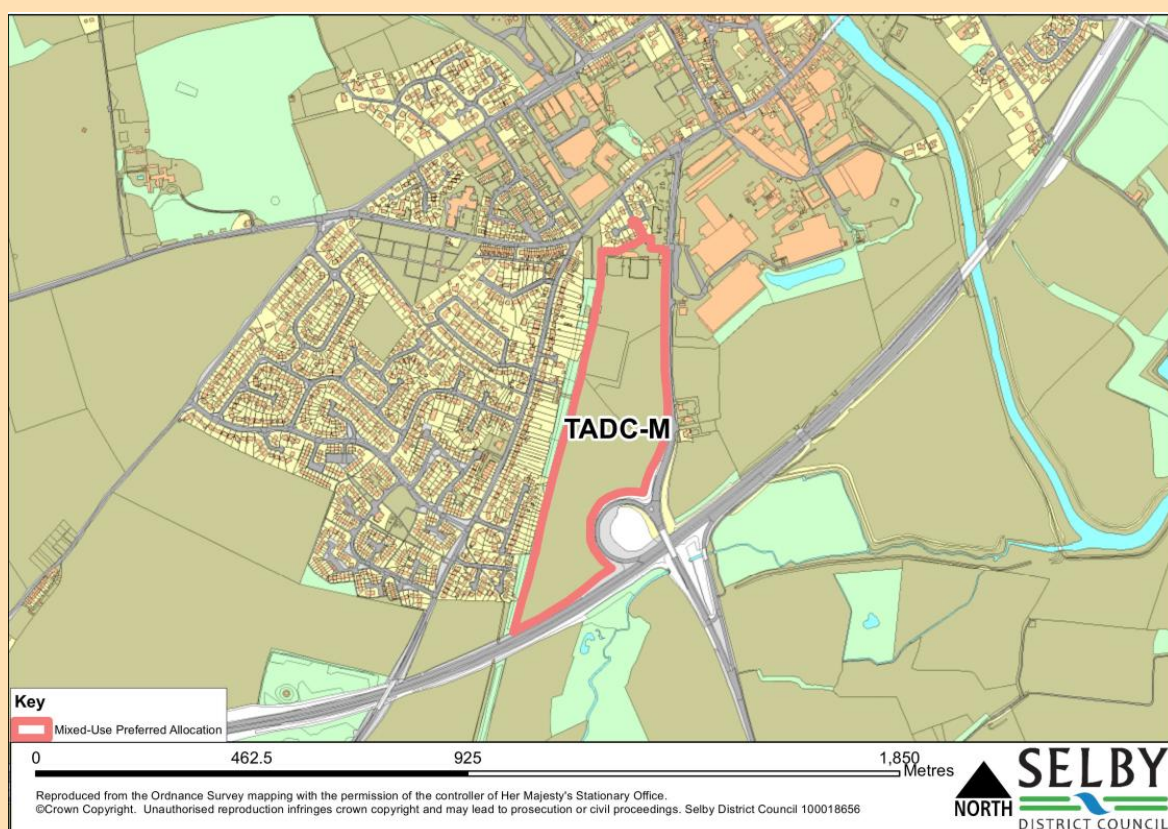 TADC-M
Key
Mixed-Use Preferred Allocation
0 462.5 925 1,850
Metres
Reproduced from the Ordnance Survey mapping with the permission of the controller of Her Majesty's Stationary Office.
©Crown Copyright. Unauthorised reproduction infringes crown copyright and may lead to prosecution or civil proceedings. Selby District Council 100018656
NORTH
SELBY
DISTRICT COUNCIL